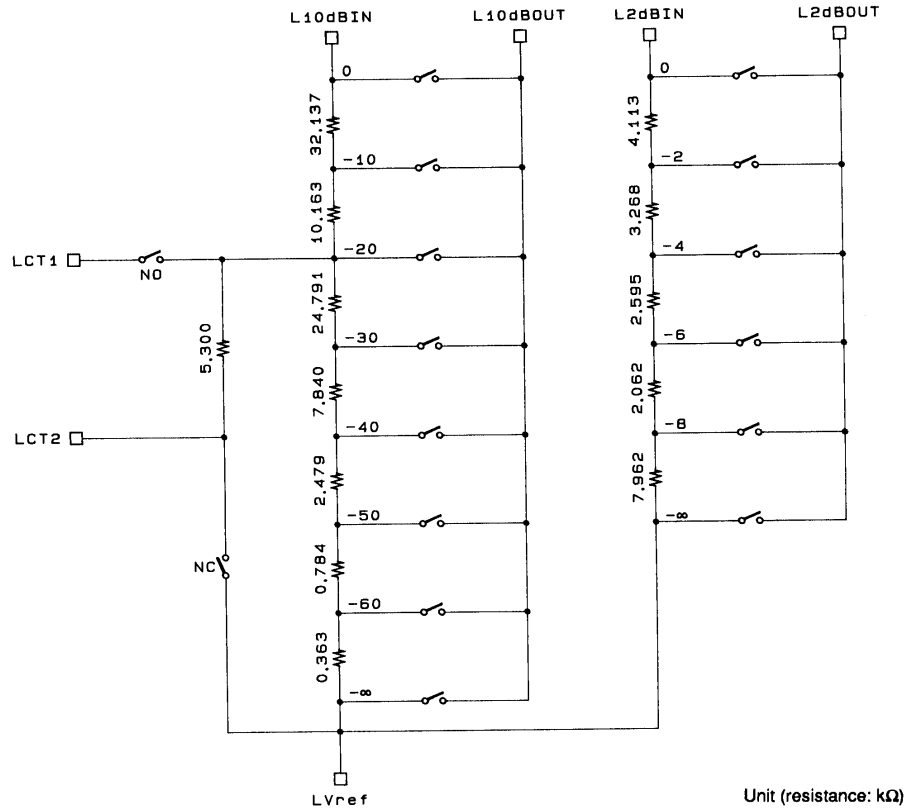 L10dBIN L10dBOUT L2dBIN L2dBOUT
0 0
32.137 4.113
-10 -2
10.163 3.268
LCT1 NO -20 -4
24.791 2.595
5.300
-30 -6
7.840 2.062
LCT2 -40 -8
2.479 7.962
-50 -∞
NC 0.784
-60
0.363
-∞
LVref
Unit (resistance: kΩ)